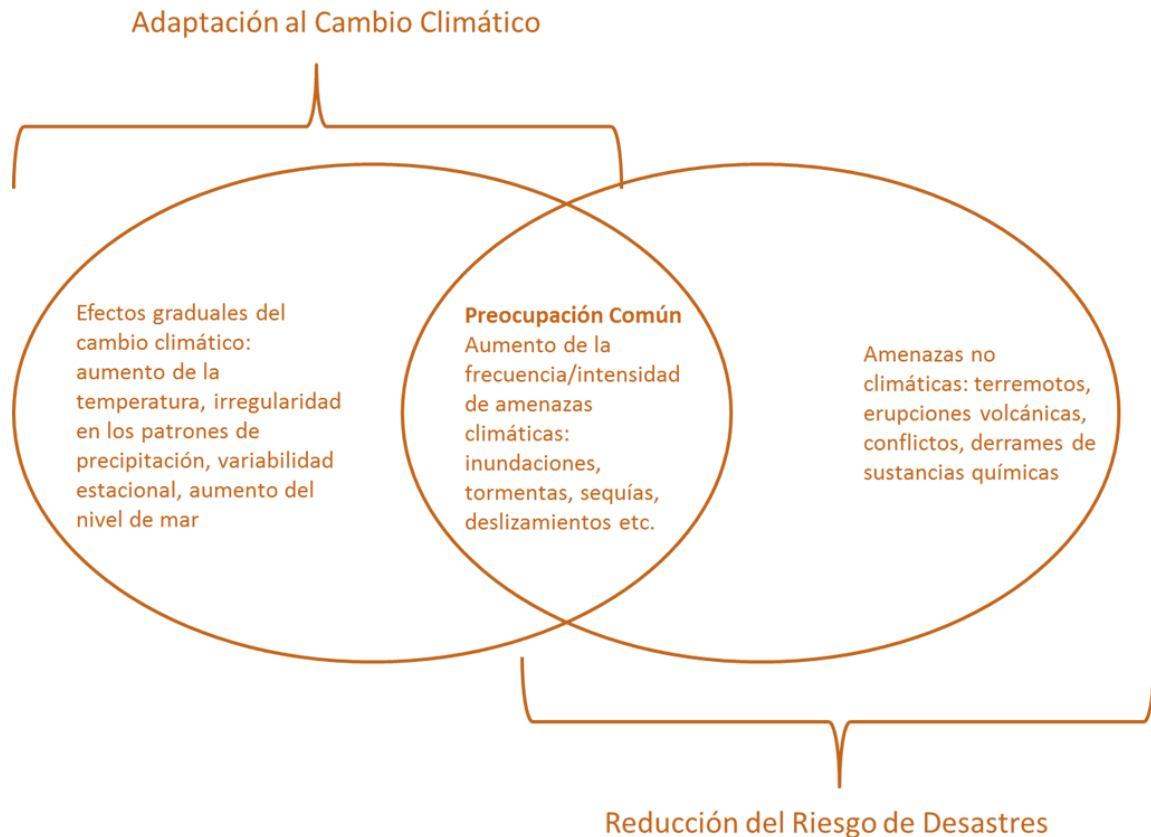 Adaptación al Cambio Climático
Efectos graduales del
cambio climático:
aumento de la
temperatura, irregularidad
en los patrones de
precipitación, variabilidad
estacional, aumento del
nivel de mar
Preocupación Común
Aumento de la
frecuencia/intensidad
de amenazas
climáticas:
inundaciones,
tormentas, sequías,
deslizamientos etc.
Amenazas no
climáticas: terremotos,
erupciones volcánicas,
conflictos, derrames de
sustancias químicas
Reducción del Riesgo de Desastres